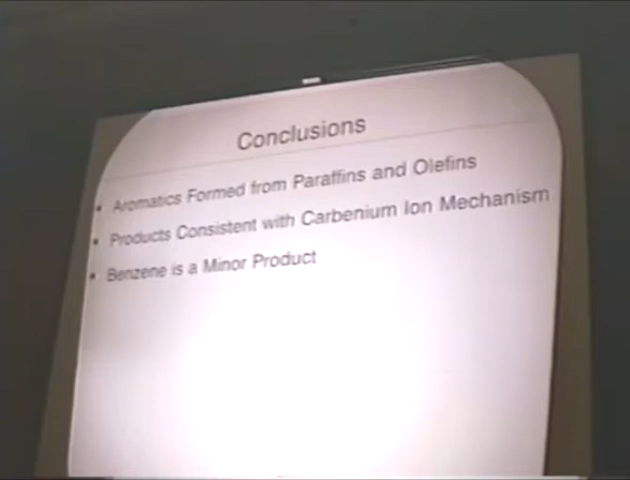 Conclusions
• Aromatics Formed from Paraffins and Olefins
• Products Consistent with Carbenium Ion Mechanism
• Benzene is a Minor Product